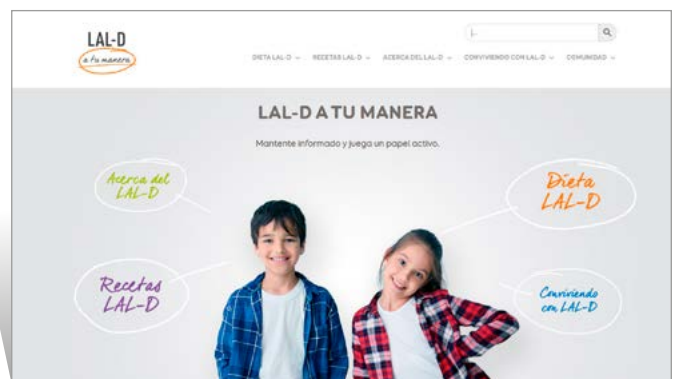 LAL-D
a tu manera
DIETA LAL-D RECETAS LAL-D ACERCA DEL LAL-D CONVIVIENDO CON LAL-D COMUNIDAD
LAL-D A TU MANERA
Mantente informado y juega un papel activo.
Acerca del
LAL-D
Dieta
LAL-D
Recetas
LAL-D
Conviviendo
con LAL-D